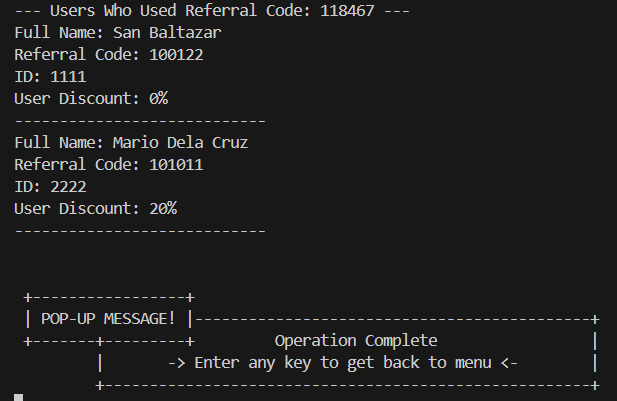 --- Users Who Used Referral Code: 118467 ---
Full Name: San Baltazar
Referral Code: 100122
ID: 1111
User Discount: 0%
----------------------------
Full Name: Mario Dela Cruz
Referral Code: 101011
ID: 2222
User Discount: 20%
----------------------------
+-----------------+
| POP-UP MESSAGE! |--------------------------------------------+
+-------+---------+         Operation Complete                 |
        |       -> Enter any key to get back to menu <-        |
        +------------------------------------------------------+